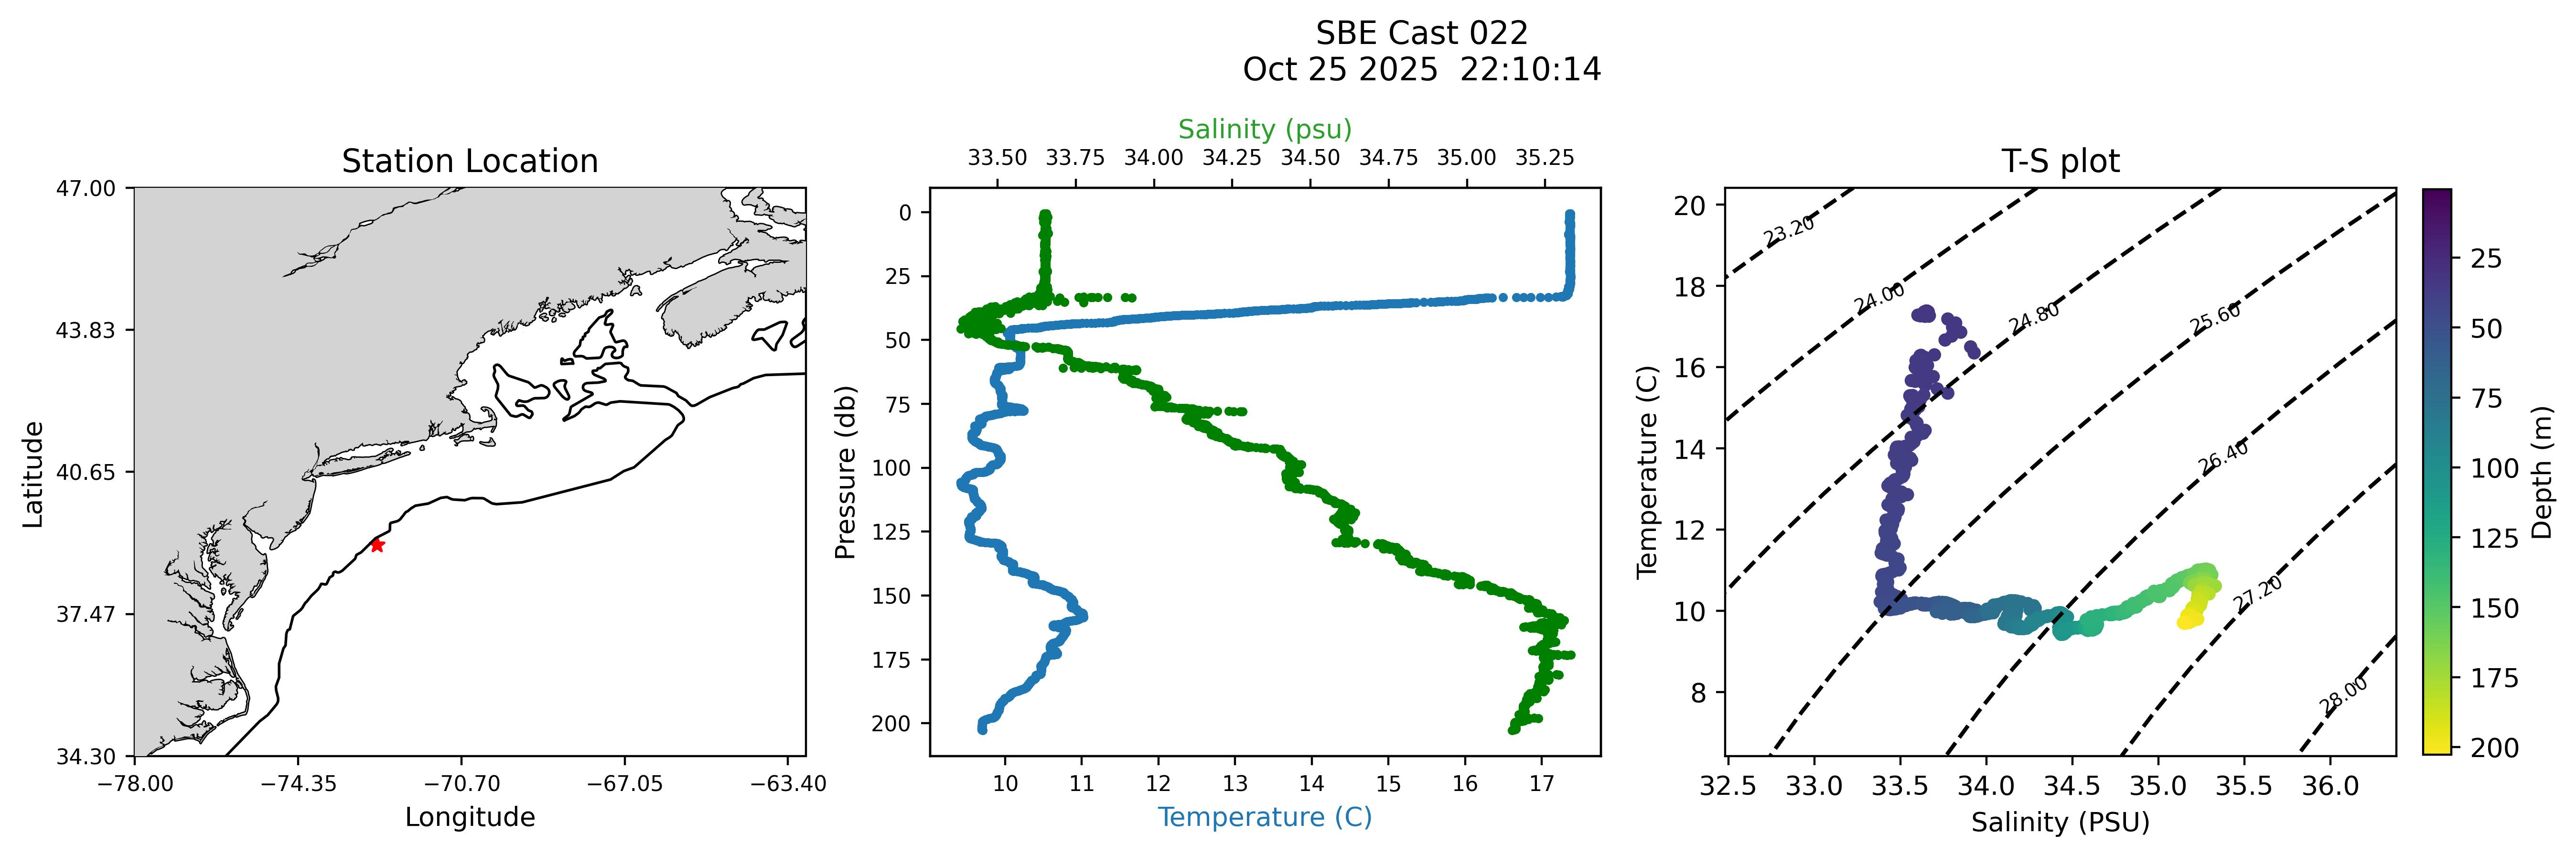 SBE Cast 022
Oct 25 2025  22:10:14
Station Location
47.00
43.83
40.65
37.47
34.30
Latitude
−78.00 −74.35 −70.70 −67.05 −63.40
Longitude
Salinity (psu)
33.50 33.75 34.00 34.25 34.50 34.75 35.00 35.25
0
25
50
75
100
125
150
175
200
Pressure (db)
10 11 12 13 14 15 16 17
Temperature (C)
T-S plot
20
18
16
14
12
10
8
Temperature (C)
23.20
24.00
24.80
25.60
26.40
27.20
28.00
32.5 33.0 33.5 34.0 34.5 35.0 35.5 36.0
Salinity (PSU)
25
50
75
100
125
150
175
200
Depth (m)